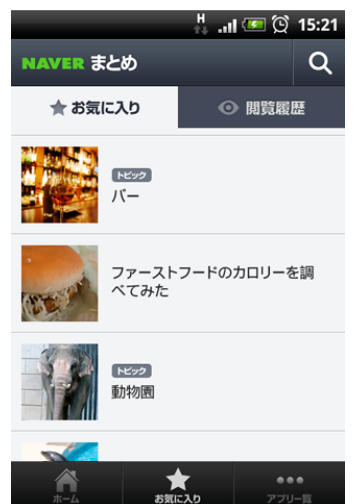 H
15:21
NAVER まとめ
お気に入り
閲覧履歴
トピック
バー
ファーストフードのカロリーを調
べてみた
トピック
動物園
ホーム
お気に入り
アプリ一覧